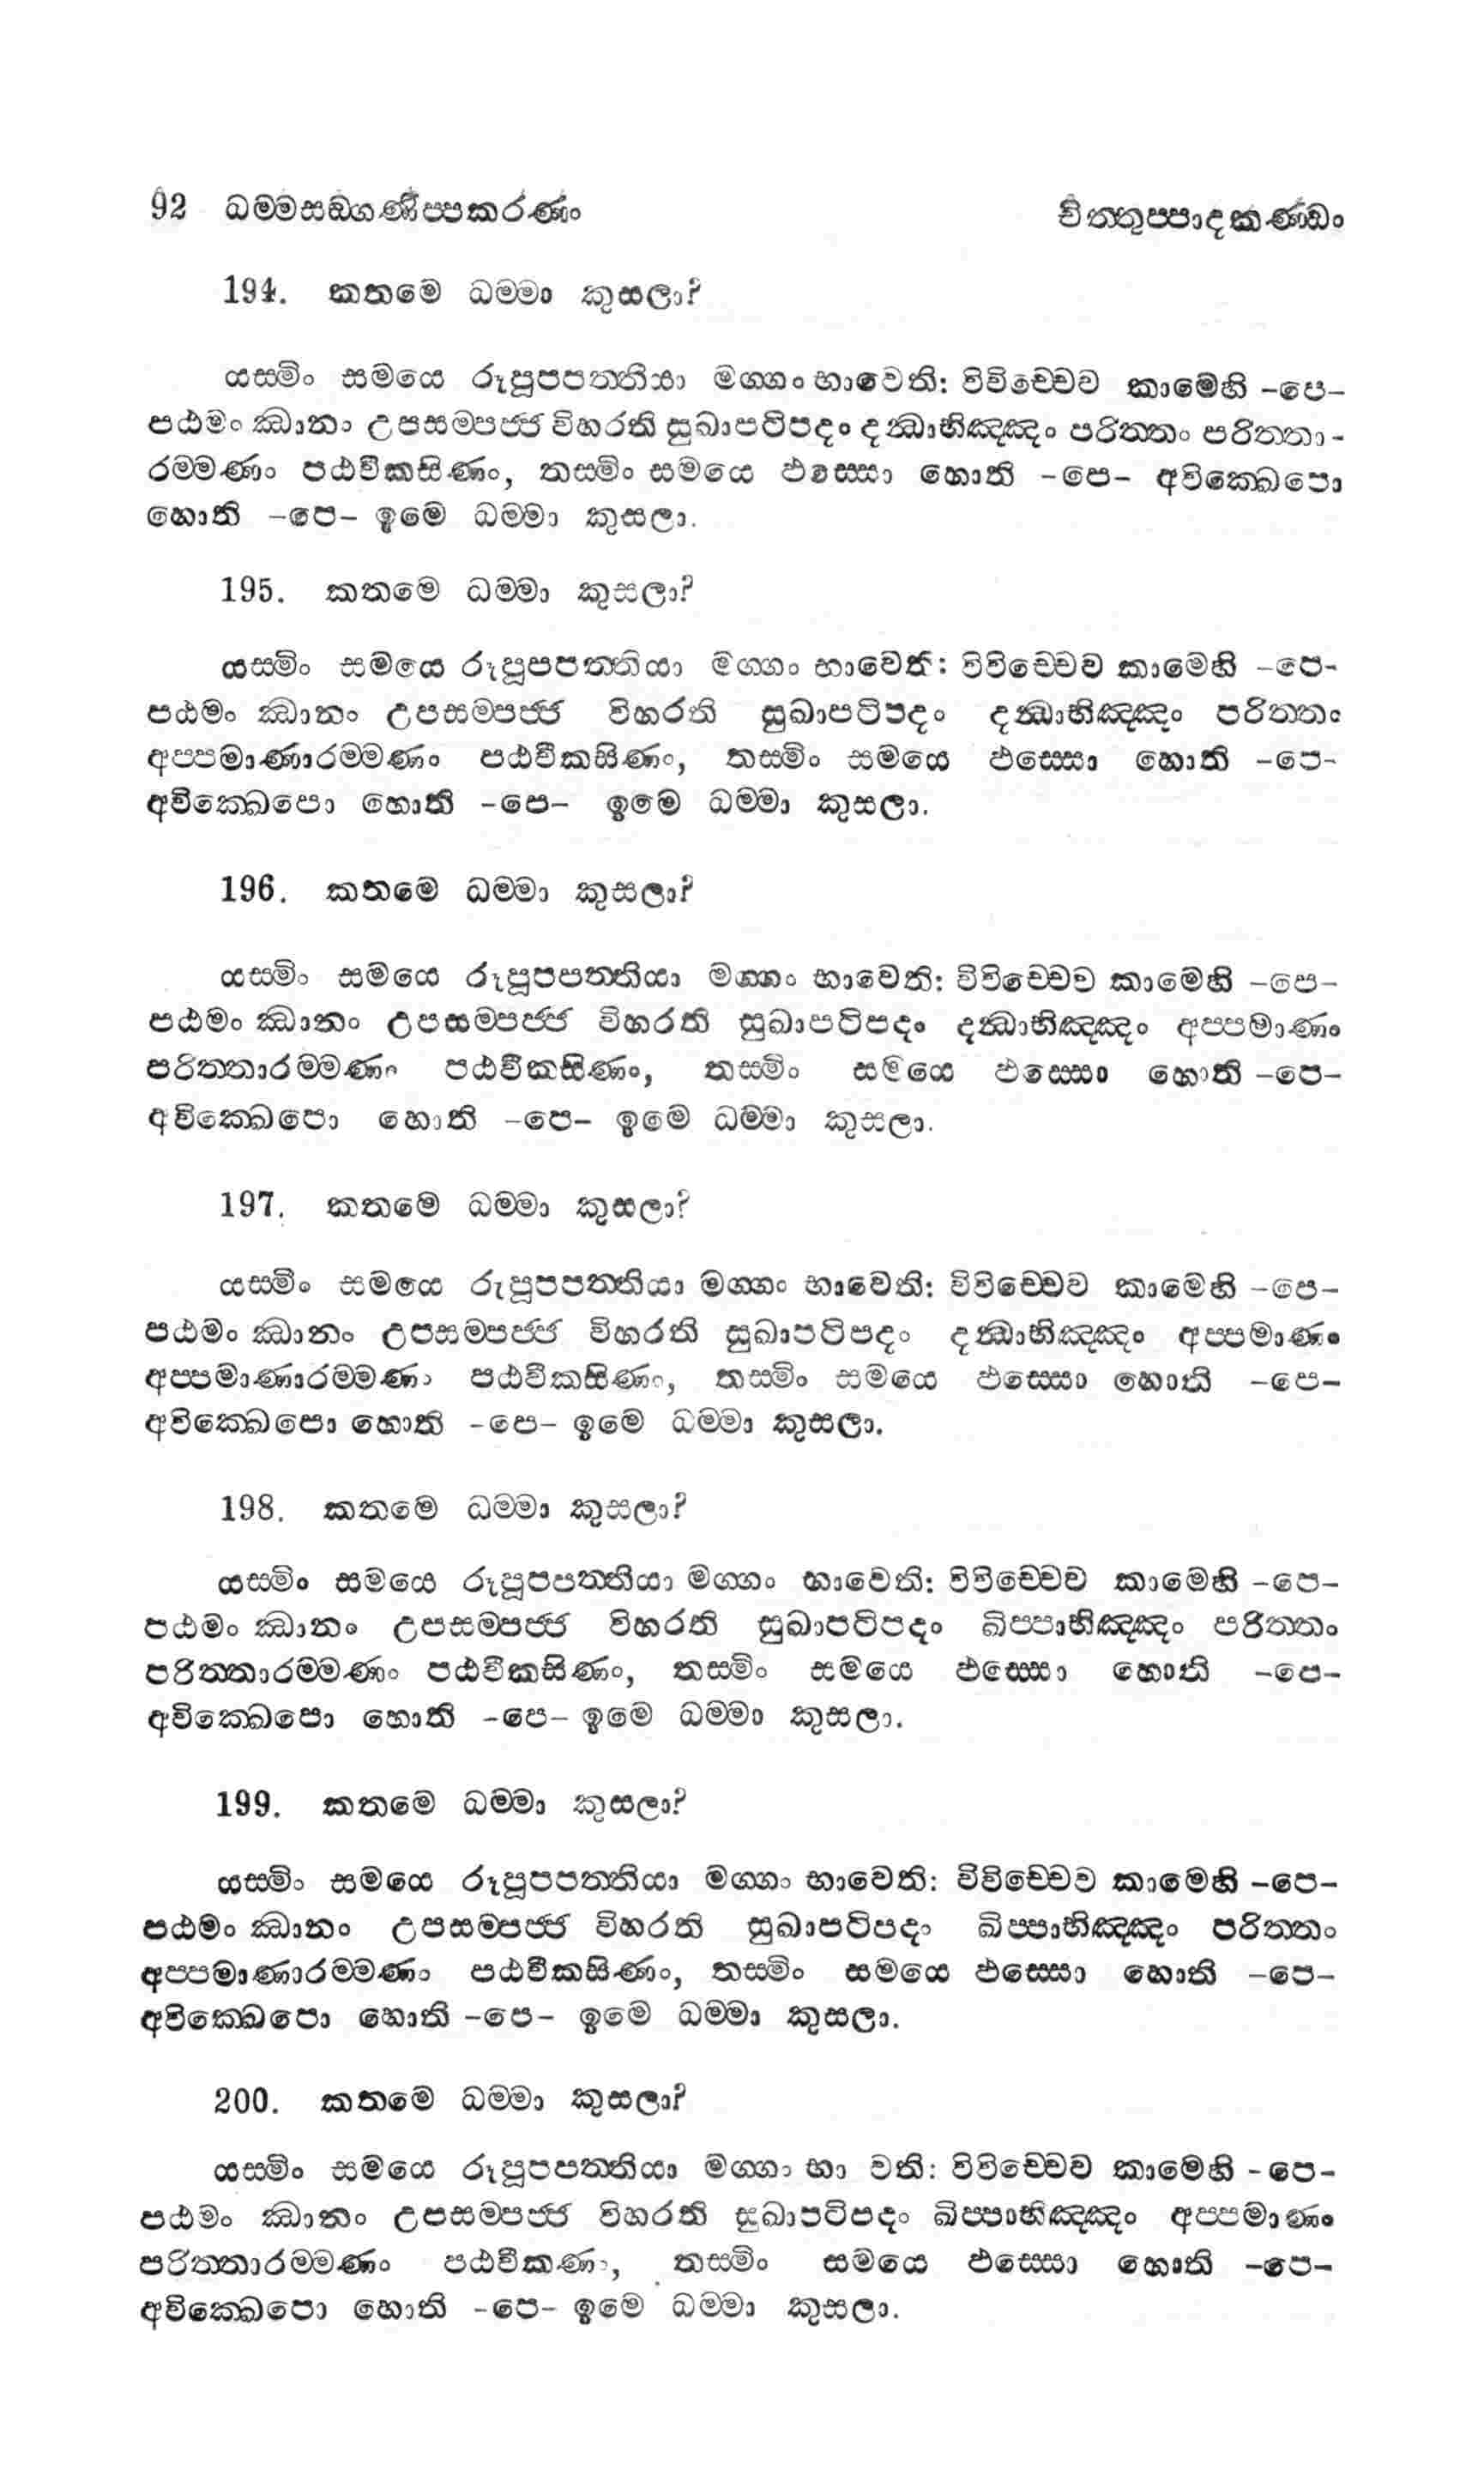 92 ධම්මසඞ්ගණිප්පකරණං චිත්තුප්පාදකණ්ඩං
194. කතමෙ ධම්මා කුසලා?
යස්මිං සමයෙ රූපූපපත්තියා මග්ගං භාවෙති: විවිච්චෙව කාමෙහි -පෙ-
පඨමං ඣානං උපසම්පජ්ජ විහරති සුඛාපටිපදං දන්ධාභිඤ්ඤං පරිත්තං පරිත්තා-
රම්මණං පඨවීකසිණං, තස්මිං සමයෙ ඵස්සො හොති -පෙ- අවික්ඛෙපො
හොති -පෙ- ඉමෙ ධම්මා කුසලා.
195. කතමෙ ධම්මා කුසලා?
යස්මිං සමයෙ රූපූපපත්තියා මග්ගං භාවෙති: විවිච්චෙව කාමෙහි -පෙ-
පඨමං ඣානං උපසම්පජ්ජ විහරති සුඛාපටිපදං දන්ධාභිඤ්ඤං පරිත්තං
අප්පමාණාරම්මණං පඨවීකසිණං, තස්මිං සමයෙ ඵස්සො හොති -පෙ-
අවික්ඛෙපො හොති -පෙ- ඉමෙ ධම්මා කුසලා.
196. කතමෙ ධම්මා කුසලා?
යස්මිං සමයෙ රූපූපපත්තියා මග්ගං භාවෙති: විවිච්චෙව කාමෙහි -පෙ-
පඨමං ඣානං උපසම්පජ්ජ විහරති සුඛාපටිපදං දන්ධාභිඤ්ඤං අප්පමාණං
පරිත්තාරම්මණං පඨවීකසිණං, තස්මිං සමයෙ ඵස්සො හොති -පෙ-
අවික්ඛෙපො හොති -පෙ- ඉමෙ ධම්මා කුසලා.
197. කතමෙ ධම්මා කුසලා?
යස්මිං සමයෙ රූපූපපත්තියා මග්ගං භාවෙති: විවිච්චෙව කාමෙහි -පෙ-
පඨමං ඣානං උපසම්පජ්ජ විහරති සුඛාපටිපදං දන්ධාභිඤ්ඤං අප්පමාණං
අප්පමාණාරම්මණං පඨවීකසිණං, තස්මිං සමයෙ ඵස්සො හොති -පෙ-
අවික්ඛෙපො හොති -පෙ- ඉමෙ ධම්මා කුසලා.
198. කතමෙ ධම්මා කුසලා?
යස්මිං සමයෙ රූපූපපත්තියා මග්ගං භාවෙති: විවිච්චෙව කාමෙහි -පෙ-
පඨමං ඣානං උපසම්පජ්ජ විහරති සුඛාපටිපදං ඛිප්පාභිඤ්ඤං පරිත්තං
පරිත්තාරම්මණං පඨවීකසිණං, තස්මිං සමයෙ ඵස්සො හොති -පෙ-
අවික්ඛෙපො හොති -පෙ- ඉමෙ ධම්මා කුසලා.
199. කතමෙ ධම්මා කුසලා?
යස්මිං සමයෙ රූපූපපත්තියා මග්ගං භාවෙති: විවිච්චෙව කාමෙහි -පෙ-
පඨමං ඣානං උපසම්පජ්ජ විහරති සුඛාපටිපදං ඛිප්පාභිඤ්ඤං පරිත්තං
අප්පමාණාරම්මණං පඨවීකසිණං, තස්මිං සමයෙ ඵස්සො හොති -පෙ-
අවික්ඛෙපො හොති -පෙ- ඉමෙ ධම්මා කුසලා.
200. කතමෙ ධම්මා කුසලා?
යස්මිං සමයෙ රූපූපපත්තියා මග්ගං භා වති: විවිච්චෙව කාමෙහි -පෙ-
පඨමං ඣානං උපසම්පජ්ජ විහරති සුඛාපටිපදං ඛිප්පාභිඤ්ඤං අප්පමාණං
පරිත්තාරම්මණං පඨවීකණං, තස්මිං සමයෙ ඵස්සො හොති -පෙ-
අවික්ඛෙපො හොති -පෙ- ඉමෙ ධම්මා කුසලා.